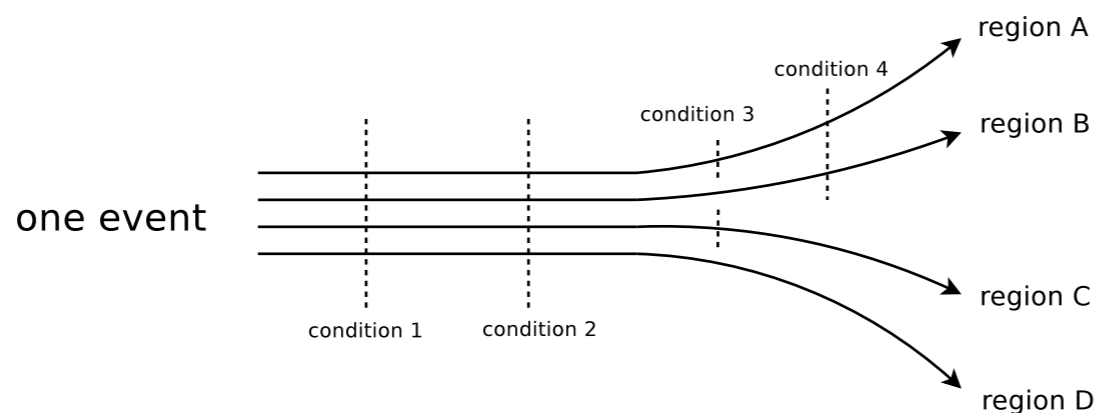 region A
condition 4
condition 3
region B
one event
region C
condition 1
condition 2
region D